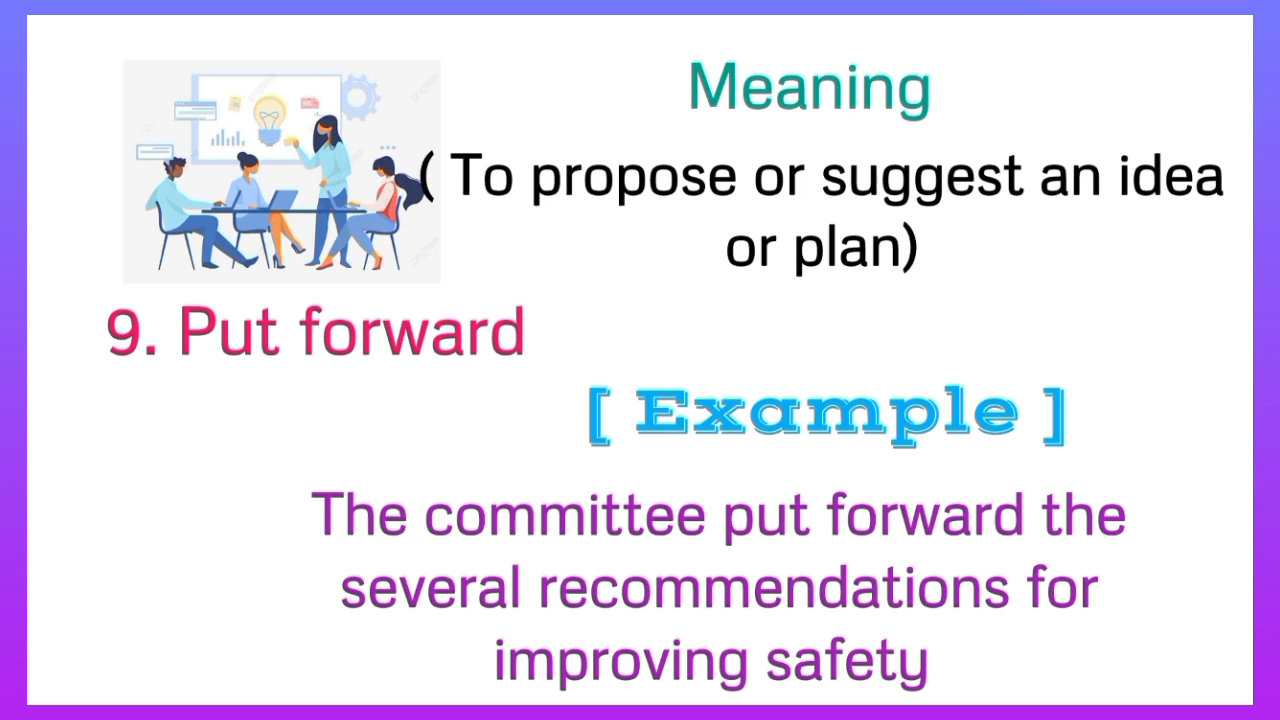 Meaning
( To propose or suggest an idea
or plan)
9. Put forward
[ Example ]
The committee put forward the
several recommendations for
improving safety